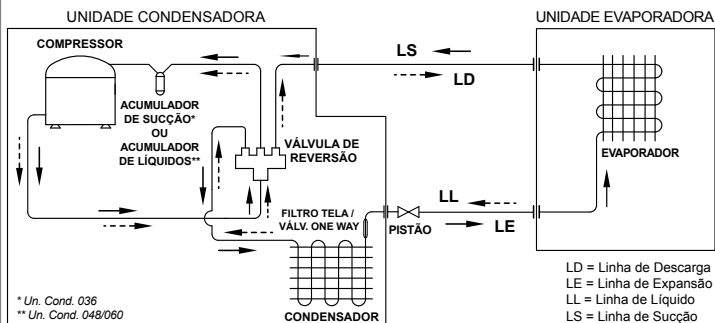 UNIDADE CONDENSADORA
UNIDADE EVAPORADORA
COMPRESSOR
LS
LD
ACUMULADOR
DE SUCÇÃO*
OU
ACUMULADOR
DE LÍQUIDOS**
VÁLVULA DE
REVERSÃO
EVAPORADOR
FILTRO TELA /
VÁLV. ONE WAY
PISTÃO
LL
LE
CONDENSADOR
* Un. Cond. 036
** Un. Cond. 048/060
LD = Linha de Descarga
LE = Linha de Expansão
LL = Linha de Líquido
LS = Linha de Sucção